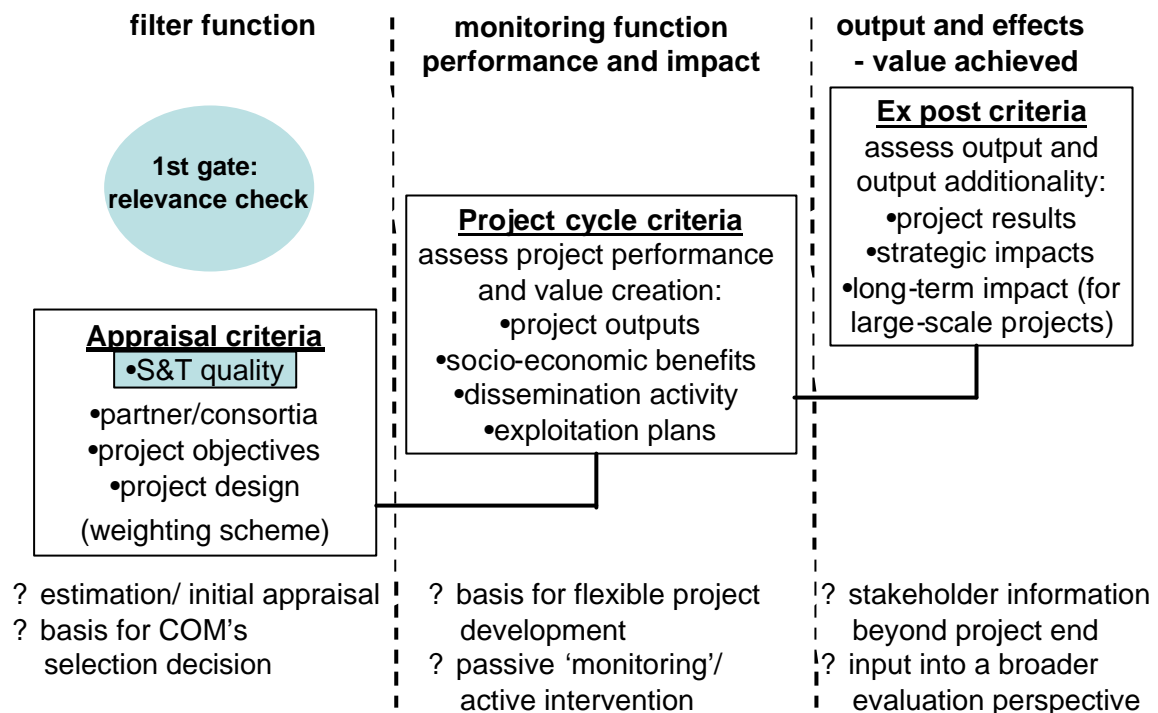 filter function
1st gate:
relevance check
Appraisal criteria
•S&T quality
•partner/consortia
•project objectives
•project design
(weighting scheme)
? estimation/ initial appraisal
? basis for COM's
selection decision
monitoring function
performance and impact
Project cycle criteria
assess project performance
and value creation:
•project outputs
•socio-economic benefits
•dissemination activity
•exploitation plans
? basis for flexible project
development
? passive ‘monitoring’/
active intervention
output and effects
- value achieved
Ex post criteria
assess output and
output additionality:
•project results
•strategic impacts
•long-term impact (for
large-scale projects)
? stakeholder information
beyond project end
? input into a broader
evaluation perspective